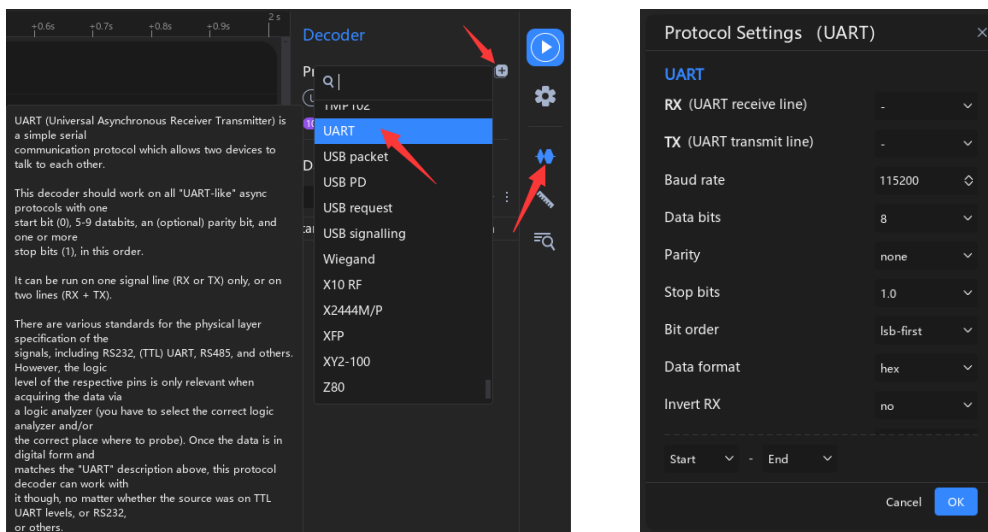 +0.6s +0.7s +0.8s +0.9s 2 s
UART (Universal Asynchronous Receiver Transmitter) is
a simple serial
communication protocol which allows two devices to
talk to each other.
This decoder should work on all "UART-like" async
protocols with one
start bit (0), 5-9 databits, an (optional) parity bit, and
one or more
stop bits (1), in this order.
It can be run on one signal line (RX or TX) only, or on
two lines (RX + TX).
There are various standards for the physical layer
specification of the
signals, including RS232, (TTL) UART, RS485, and others.
However, the logic
level of the respective pins is only relevant when
acquiring the data via
a logic analyzer (you have to select the correct logic
analyzer and/or
the correct place where to probe). Once the data is in
digital form and
matches the "UART" description above, this protocol
decoder can work with
it though, no matter whether the source was on TTL
UART levels, or RS232,
or others.
Decoder
TMP102
UART
USB packet
USB PD
USB request
USB signalling
Wiegand
X10 RF
X2444M/P
XFP
XY2-100
Z80
Protocol Settings (UART)
UART
RX (UART receive line) -
TX (UART transmit line) -
Baud rate 115200
Data bits 8
Parity none
Stop bits 1.0
Bit order lsb-first
Data format hex
Invert RX no
Start - End
Cancel OK